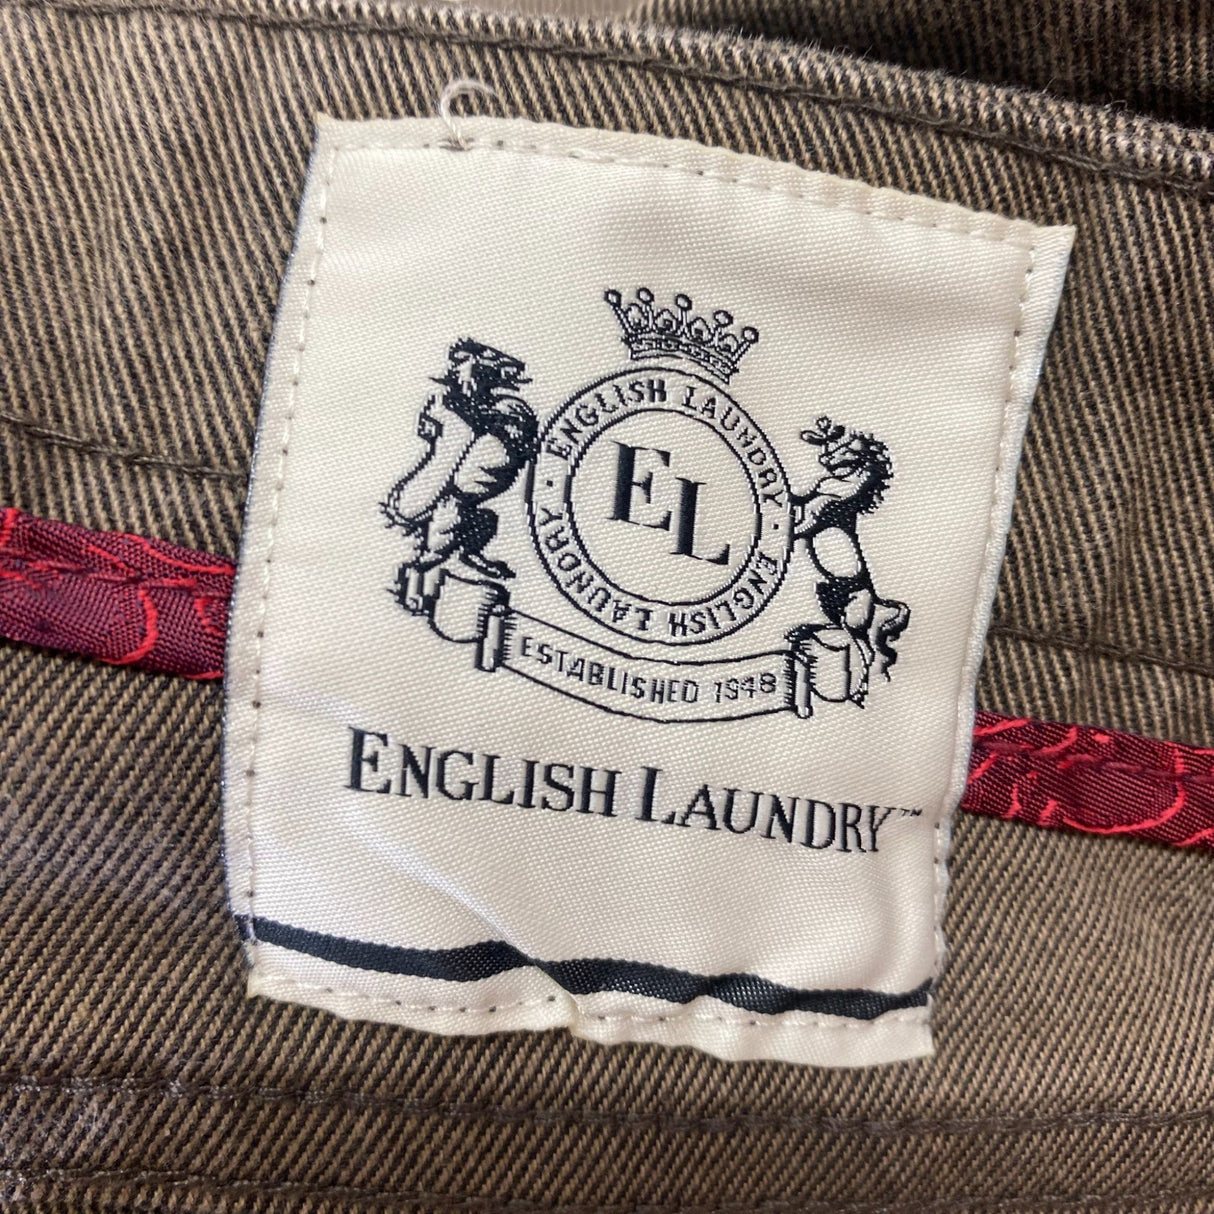 ENGLISH LAUNDRY · ENGLISH LAUNDRY ·
EL
ESTABLISHED 1948
ENGLISH LAUNDRY™